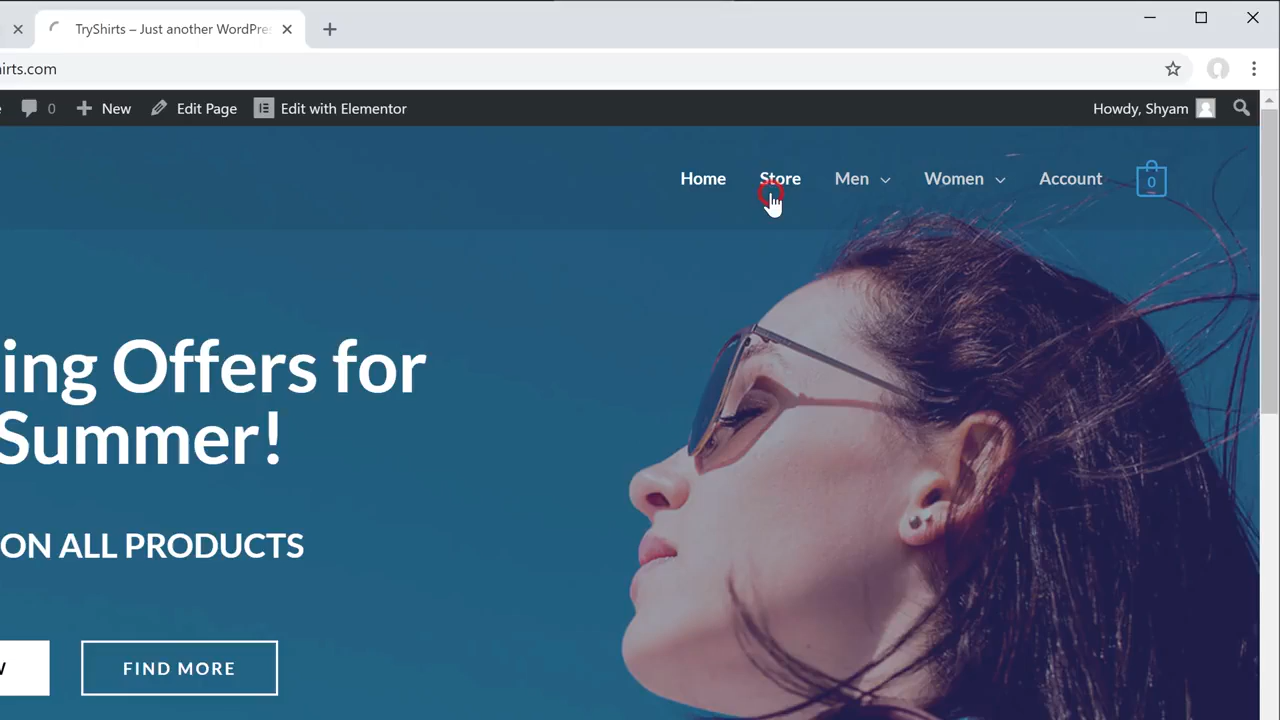 TryShirts – Just another WordPres
irts.com
0 New Edit Page Edit with Elementor Howdy, Shyam
Home Store Men Women Account 0
ing Offers for
Summer!
ON ALL PRODUCTS
FIND MORE